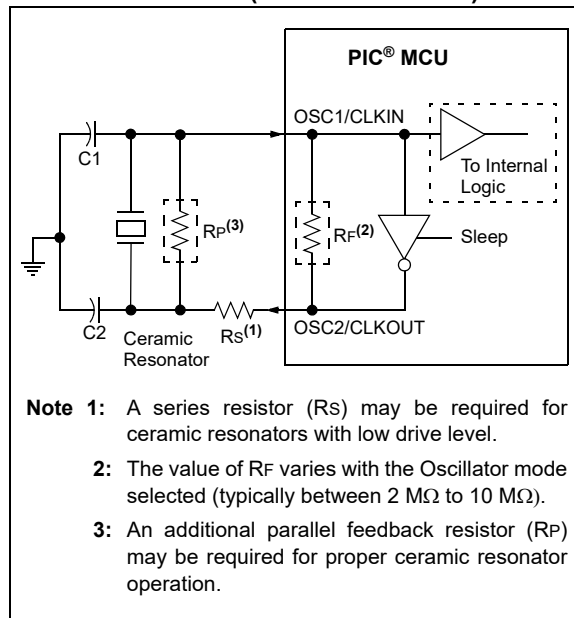 PIC® MCU
OSC1/CLKIN
C1
To Internal
Logic
RP(3)
RF(2)
Sleep
C2
Ceramic
Resonator
RS(1)
OSC2/CLKOUT
Note 1: A series resistor (RS) may be required for
ceramic resonators with low drive level.
2: The value of RF varies with the Oscillator mode
selected (typically between 2 MΩ to 10 MΩ).
3: An additional parallel feedback resistor (RP)
may be required for proper ceramic resonator
operation.